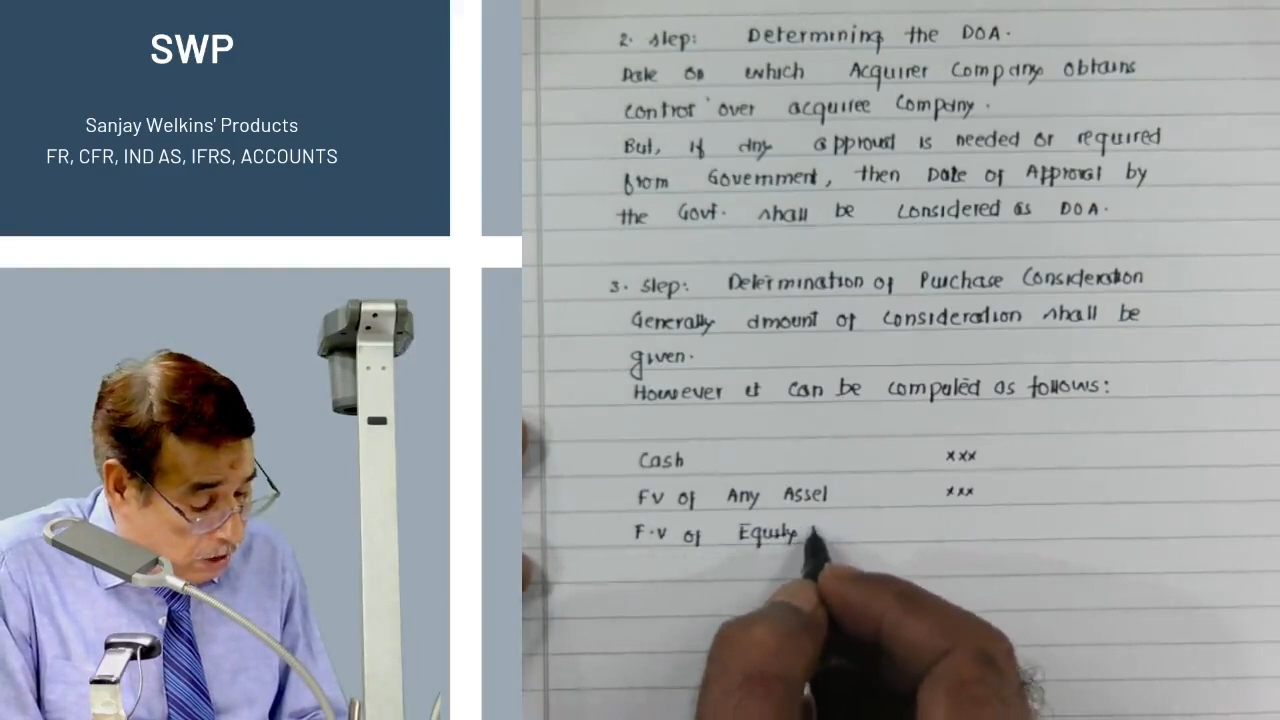 SWP
Sanjay Welkins' Products
FR, CFR, IND AS, IFRS, ACCOUNTS
2. step: Determining the DOA.
Date on which Acquirer Company obtains
control over acquiree Company.
But, if any approval is needed or required
from Government, then Date of Approval by
the Govt. shall be Considered as DOA.
3. step: Determination of Purchase Consideration
Generally amount of Consideration shall be
given.
However it can be computed as follows:
Cash xxx
FV of Any Asset xxx
F.V of Equity